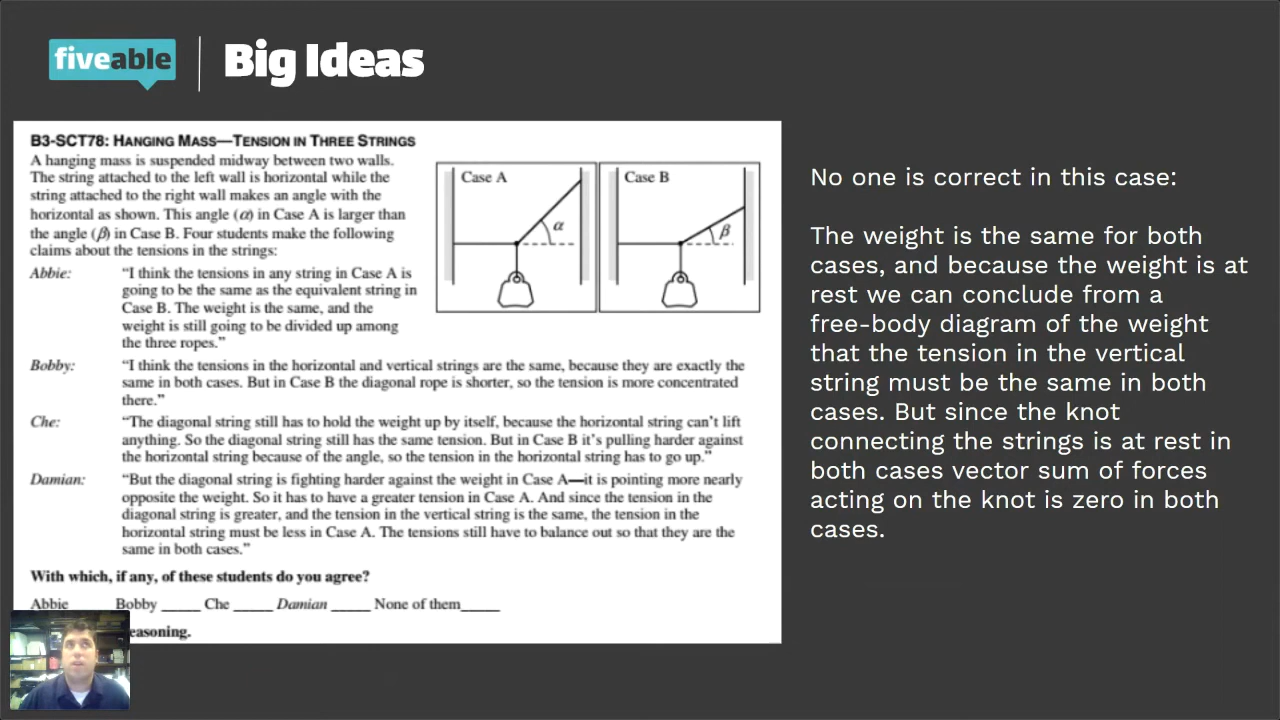 fiveable
Big Ideas
B3-SCT78: HANGING MASS—TENSION IN THREE STRINGS
A hanging mass is suspended midway between two walls.
The string attached to the left wall is horizontal while the
string attached to the right wall makes an angle with the
horizontal as shown. This angle (α) in Case A is larger than
the angle (β) in Case B. Four students make the following
claims about the tensions in the strings:
Case A
α
Case B
β
Abbie: "I think the tensions in any string in Case A is
going to be the same as the equivalent string in
Case B. The weight is the same, and the
weight is still going to be divided up among
the three ropes."
Bobby: "I think the tensions in the horizontal and vertical strings are the same, because they are exactly the
same in both cases. But in Case B the diagonal rope is shorter, so the tension is more concentrated
there."
Che: "The diagonal string still has to hold the weight up by itself, because the horizontal string can't lift
anything. So the diagonal string still has the same tension. But in Case B it's pulling harder against
the horizontal string because of the angle, so the tension in the horizontal string has to go up."
Damian: "But the diagonal string is fighting harder against the weight in Case A—it is pointing more nearly
opposite the weight. So it has to have a greater tension in Case A. And since the tension in the
diagonal string is greater, and the tension in the vertical string is the same, the tension in the
horizontal string must be less in Case A. The tensions still have to balance out so that they are the
same in both cases."
With which, if any, of these students do you agree?
Abbie Bobby _____ Che _____ Damian _____ None of them_____
easoning.
No one is correct in this case:
The weight is the same for both
cases, and because the weight is at
rest we can conclude from a
free-body diagram of the weight
that the tension in the vertical
string must be the same in both
cases. But since the knot
connecting the strings is at rest in
both cases vector sum of forces
acting on the knot is zero in both
cases.